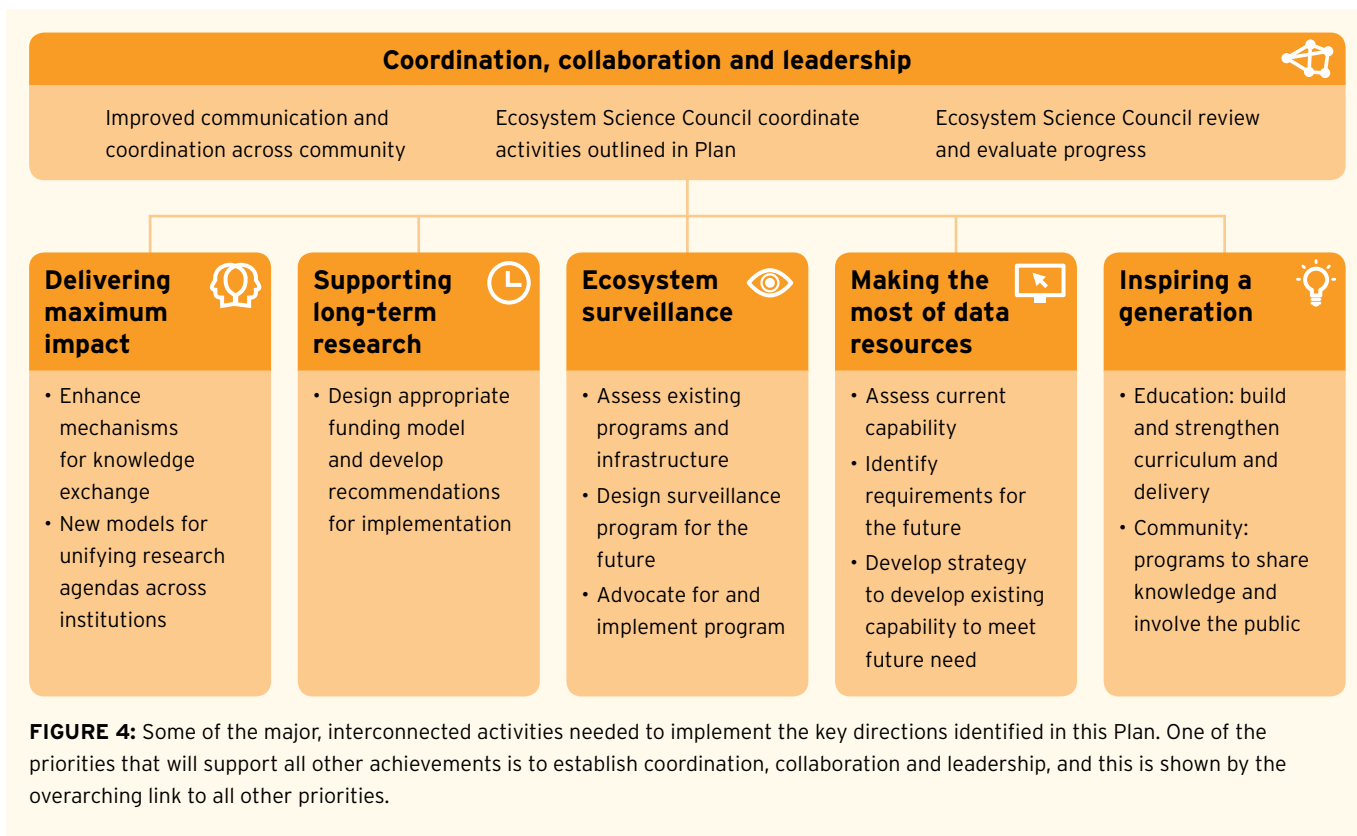 Coordination, collaboration and leadership
Improved communication and
coordination across community
Ecosystem Science Council coordinate
activities outlined in Plan
Ecosystem Science Council review
and evaluate progress
Delivering
maximum
impact
• Enhance
mechanisms
for knowledge
exchange
• New models for
unifying research
agendas across
institutions
Supporting
long-term
research
• Design appropriate
funding model
and develop
recommendations
for implementation
Ecosystem
surveillance
• Assess existing
programs and
infrastructure
• Design surveillance
program for the
future
• Advocate for and
implement program
Making the
most of data
resources
• Assess current
capability
• Identify
requirements for
the future
• Develop strategy
to develop existing
capability to meet
future need
Inspiring a
generation
• Education: build
and strengthen
curriculum and
delivery
• Community:
programs to share
knowledge and
involve the public
FIGURE 4: Some of the major, interconnected activities needed to implement the key directions identified in this Plan. One of the
priorities that will support all other achievements is to establish coordination, collaboration and leadership, and this is shown by the
overarching link to all other priorities.